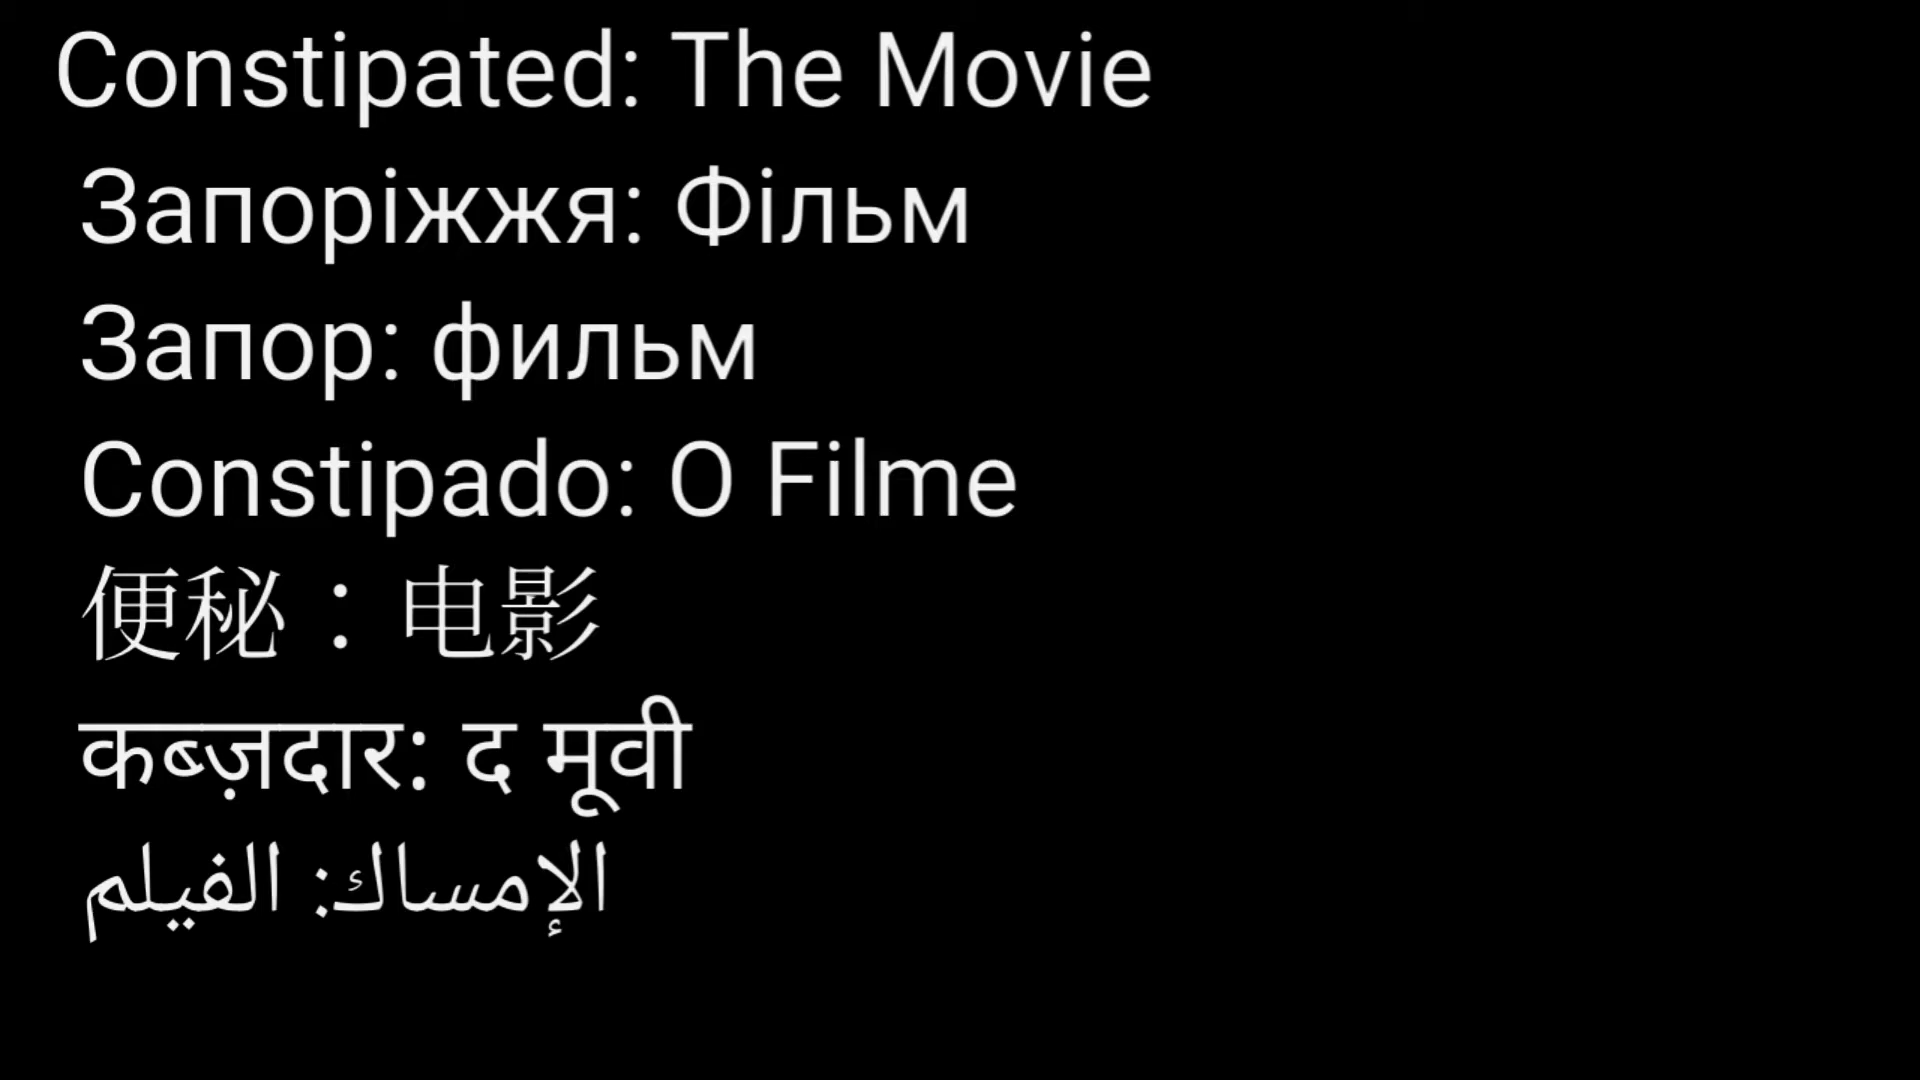 Constipated: The Movie
Запоріжжя: Фільм
Запор: фильм
Constipado: O Filme
便秘：电影
कब्ज़दार: द मूवी
الإمساك: الفيلم